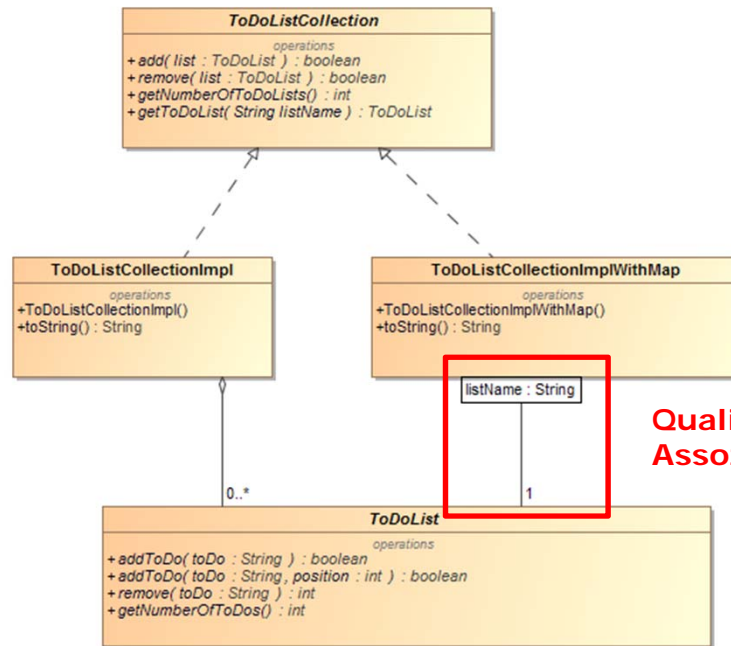 ToDoListCollection
operations
+add( list : ToDoList ) : boolean
+remove( list : ToDoList ) : boolean
+getNumberOfToDoLists() : int
+getToDoList( String listName ) : ToDoList
ToDoListCollectionImpl
operations
+ToDoListCollectionImpl()
+toString() : String
ToDoListCollectionImplWithMap
operations
+ToDoListCollectionImplWithMap()
+toString() : String
listName : String
0..*
1
ToDoList
operations
+addToDo( toDo : String ) : boolean
+addToDo( toDo : String, position : int ) : boolean
+remove( toDo : String ) : int
+getNumberOfToDos() : int